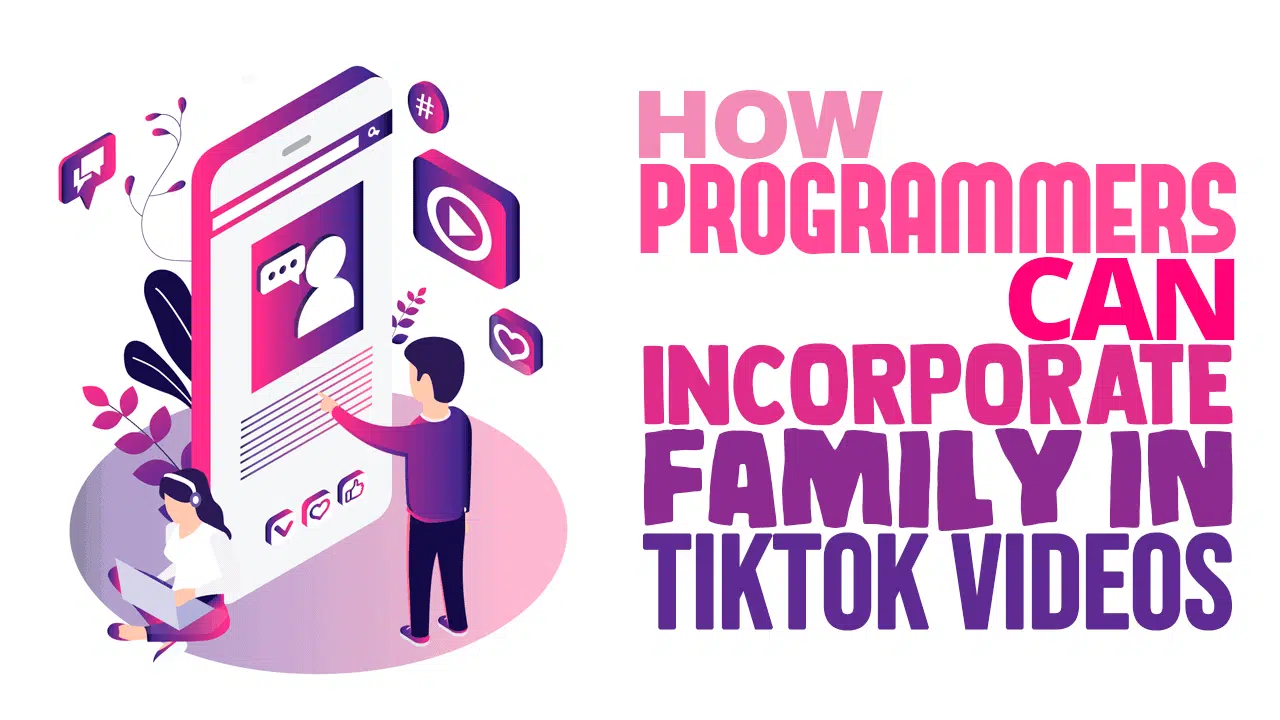 #
HOW
PROGRAMMERS
CAN
INCORPORATE
FAMILY IN
TIKTOK VIDEOS